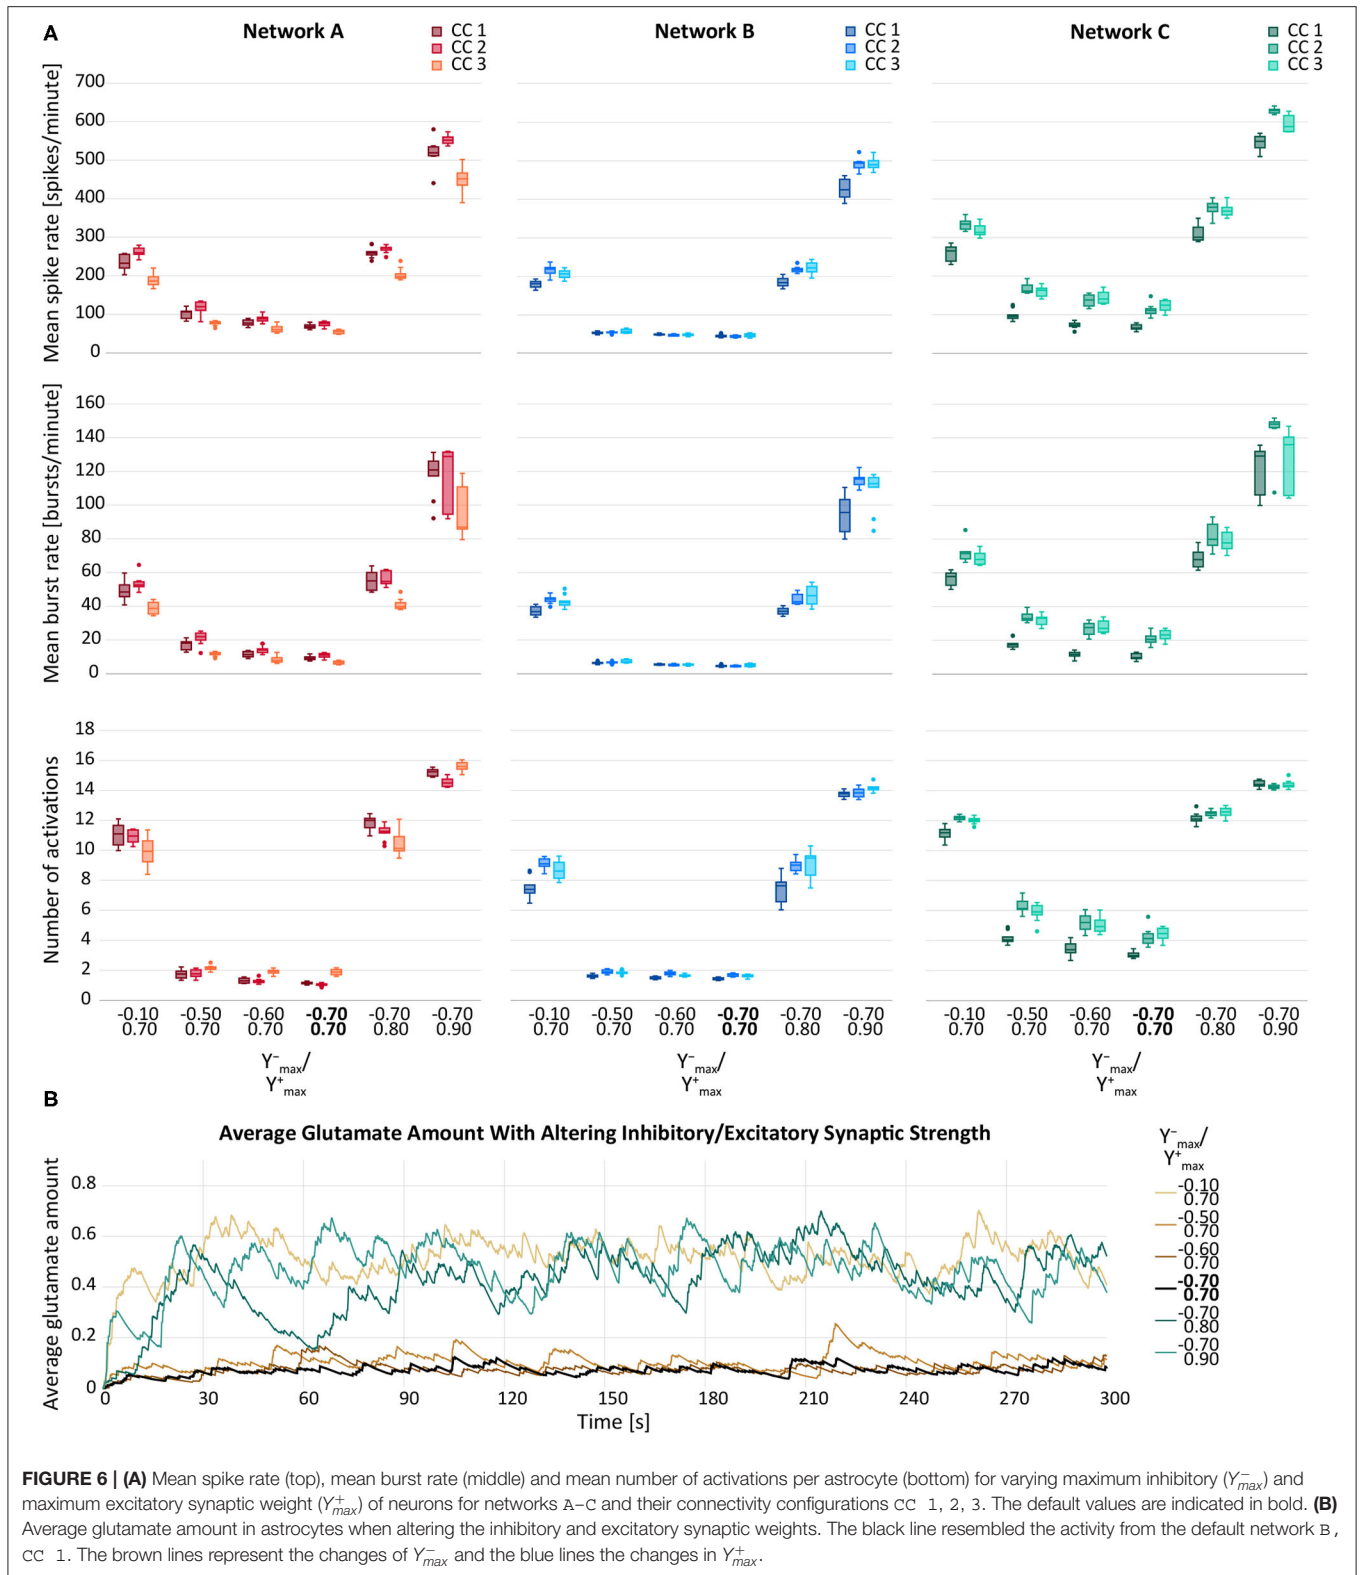 A
Network A
CC 1
CC 2
CC 3
Network B
CC 1
CC 2
CC 3
Network C
CC 1
CC 2
CC 3
Mean spike rate [spikes/minute]
700
600
500
400
300
200
100
0
Mean burst rate [bursts/minute]
160
140
120
100
80
60
40
20
0
Number of activations
18
16
14
12
10
8
6
4
2
0
-0.10 -0.50 -0.60 -0.70 -0.70 -0.70
0.70 0.70 0.70 0.70 0.80 0.90
Y⁻max/
Y⁺max
-0.10 -0.50 -0.60 -0.70 -0.70 -0.70
0.70 0.70 0.70 0.70 0.80 0.90
Y⁻max/
Y⁺max
-0.10 -0.50 -0.60 -0.70 -0.70 -0.70
0.70 0.70 0.70 0.70 0.80 0.90
Y⁻max/
Y⁺max
B
Average Glutamate Amount With Altering Inhibitory/Excitatory Synaptic Strength
Average glutamate amount
0.8
0.6
0.4
0.2
0
0 30 60 90 120 150 180 210 240 270 300
Time [s]
Y⁻max/
Y⁺max
-0.10
0.70
-0.50
0.70
-0.60
0.70
-0.70
0.70
-0.70
0.80
-0.70
0.90
FIGURE 6 | (A) Mean spike rate (top), mean burst rate (middle) and mean number of activations per astrocyte (bottom) for varying maximum inhibitory (Y⁻max) and
maximum excitatory synaptic weight (Y⁺max) of neurons for networks A–C and their connectivity configurations CC 1, 2, 3. The default values are indicated in bold. (B)
Average glutamate amount in astrocytes when altering the inhibitory and excitatory synaptic weights. The black line resembled the activity from the default network B,
CC 1. The brown lines represent the changes of Y⁻max and the blue lines the changes in Y⁺max.